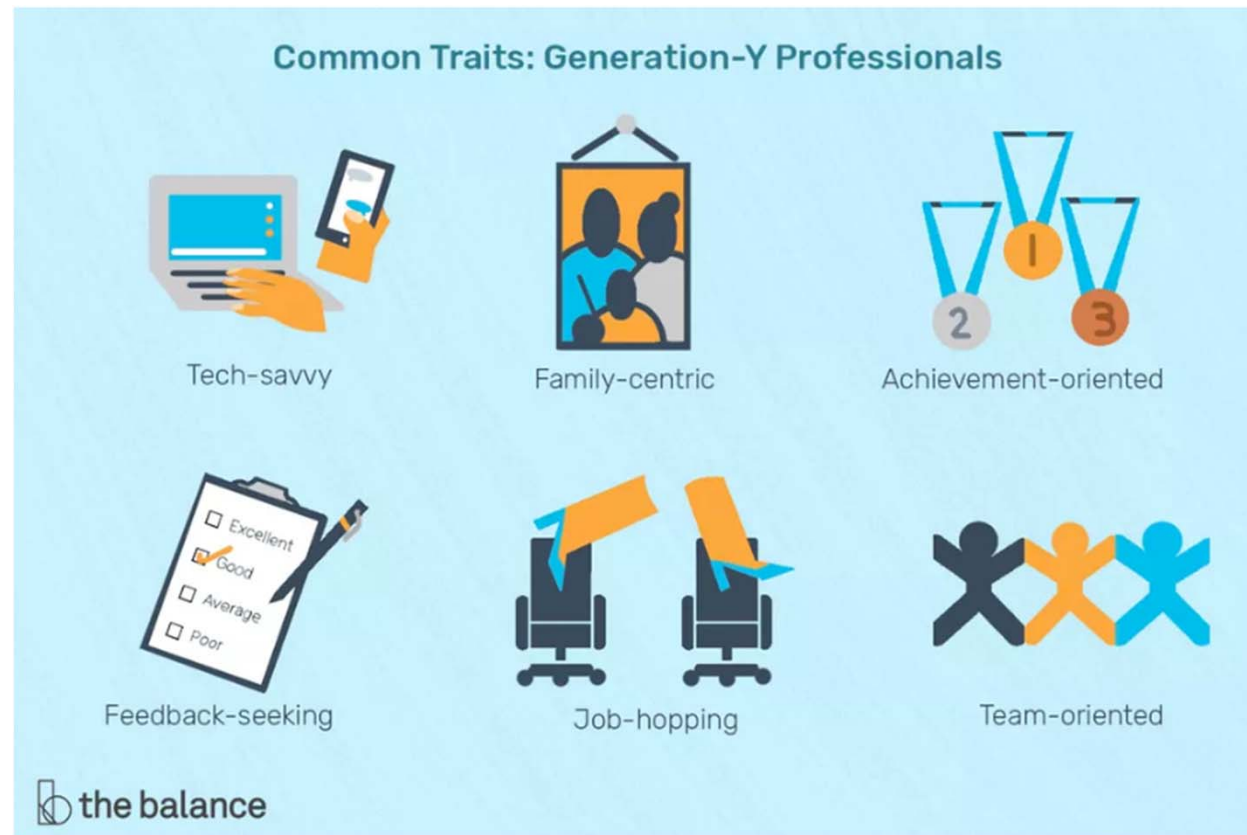 Common Traits: Generation-Y Professionals
1
2
3
Tech-savvy
Family-centric
Achievement-oriented
Excellent
Good
Average
Poor
Feedback-seeking
Job-hopping
Team-oriented
the balance